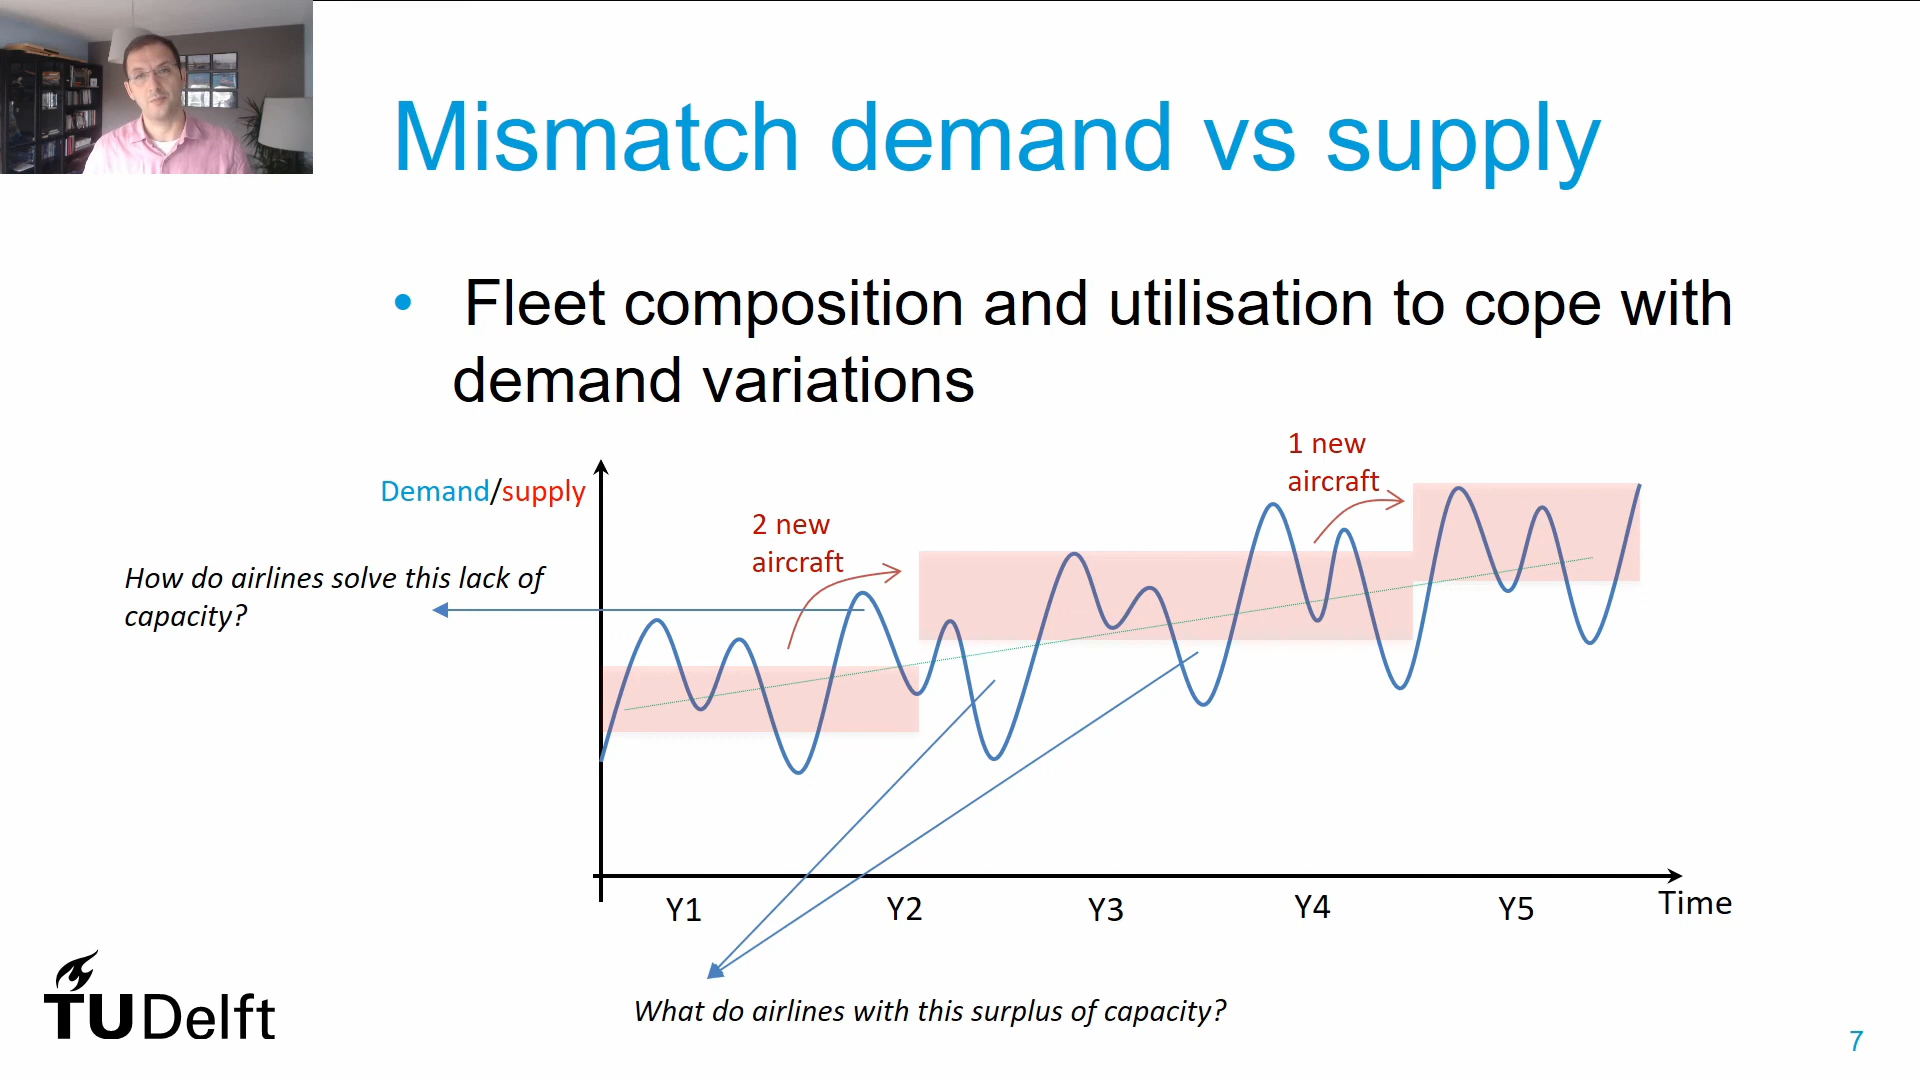 Mismatch demand vs supply
• Fleet composition and utilisation to cope with
demand variations
Demand/supply
1 new
aircraft
2 new
aircraft
How do airlines solve this lack of
capacity?
Y1
Y2
Y3
Y4
Y5
Time
What do airlines with this surplus of capacity?
TUDelft
7